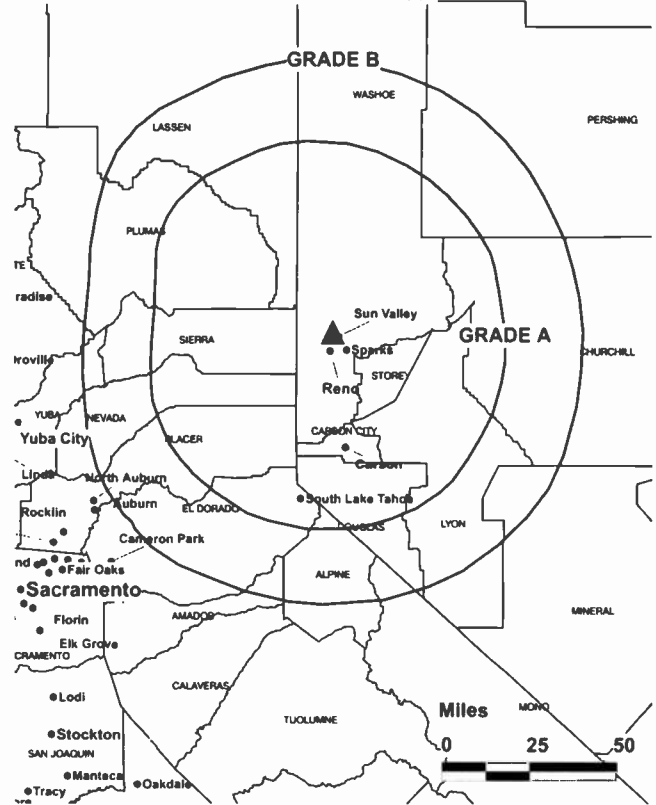 GRADE B
WASHOE
PERSHING
LASSEN
PLUMAS
TE
radise
Sun Valley
SIERRA
GRADE A
Sparks
CHURCHILL
Reno
STOREY
YUBA
NEVADA
CARSON CITY
Yuba City
PLACER
Carson
North Auburn
Auburn
South Lake Tahoe
Rocklin
EL DORADO
DOUGLAS
LYON
Cameron Park
nd
Fair Oaks
ALPINE
Sacramento
AMADOR
MINERAL
Florin
Elk Grove
CRAMENTO
CALAVERAS
Lodi
Miles
MONO
TUOLUMNE
Stockton
0 25 50
SAN JOAQUIN
Manteca
Oakdale
Tracy